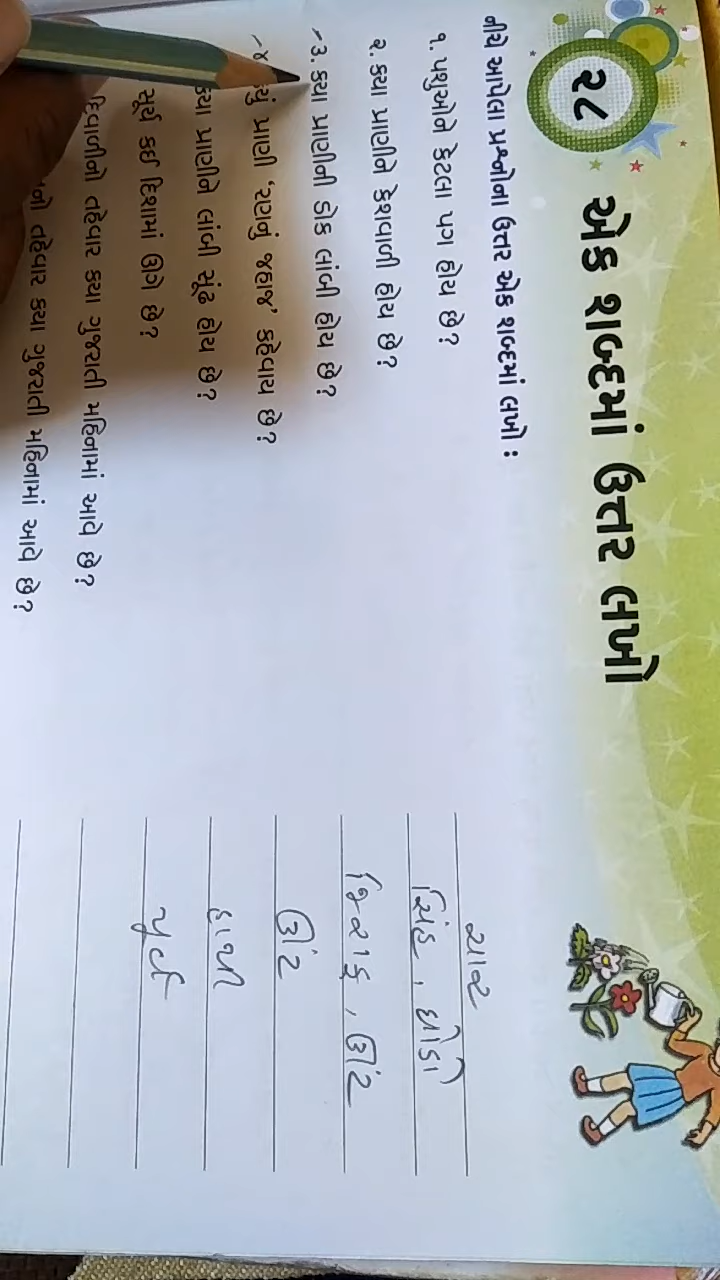 ૨૮
એક શબ્દમાં ઉત્તર લખો
નીચે આપેલા પ્રશ્નોના ઉત્તર એક શબ્દમાં લખો :
૧. પશુઓને કેટલા પગ હોય છે? ચાર
૨. કયા પ્રાણીને કેશવાળી હોય છે? સિંહ, ઘોડો
૩. કયા પ્રાણીની ડોક લાંબી હોય છે? જિરાફ, ઊંટ
૪. પ્રાણી 'રણનું જહાજ' કહેવાય છે? ઊંટ
કયા પ્રાણીને લાંબી સૂંઢ હોય છે? હાથી
સૂર્ય કઈ દિશામાં ઊગે છે? પૂર્વ
દિવાળીનો તહેવાર કયા ગુજરાતી મહિનામાં આવે છે?
તહેવાર કયા ગુજરાતી મહિનામાં આવે છે?